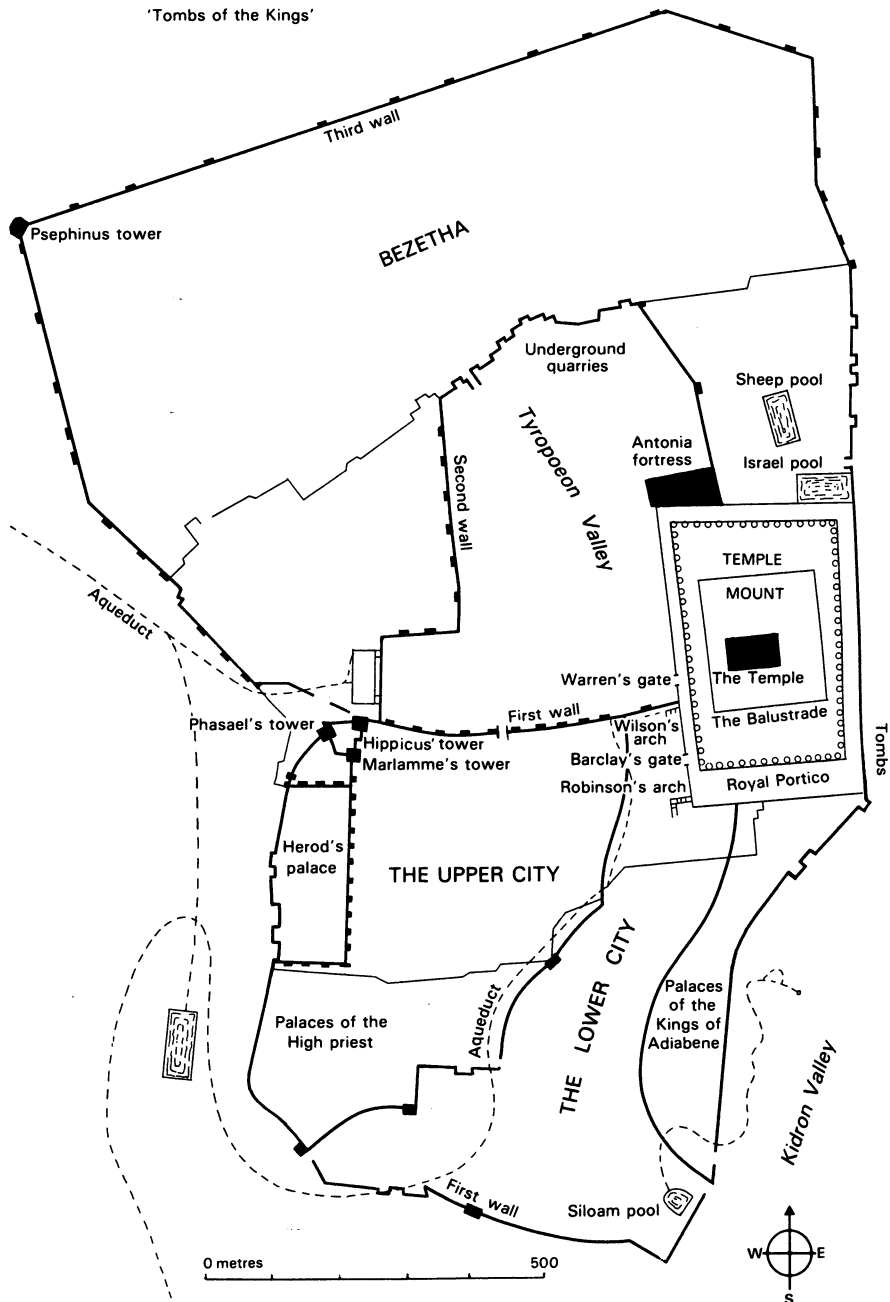 'Tombs of the Kings'
Third wall
Psephinus tower
BEZETHA
Underground
quarries
Sheep pool
Tyropoeon Valley
Antonia
fortress
Israel pool
Second wall
TEMPLE
MOUNT
Aqueduct
Warren's gate
The Temple
First wall
The Balustrade
Phasael's tower
Wilson's
arch
Hippicus' tower
Marlamme's tower
Barclay's gate
Tombs
Robinson's arch
Royal Portico
Herod's
palace
THE UPPER CITY
THE LOWER CITY
Palaces
of the
Kings of
Adiabene
Aqueduct
Palaces of the
High priest
Kidron Valley
First wall
Siloam pool
0 metres
500
W
E
S